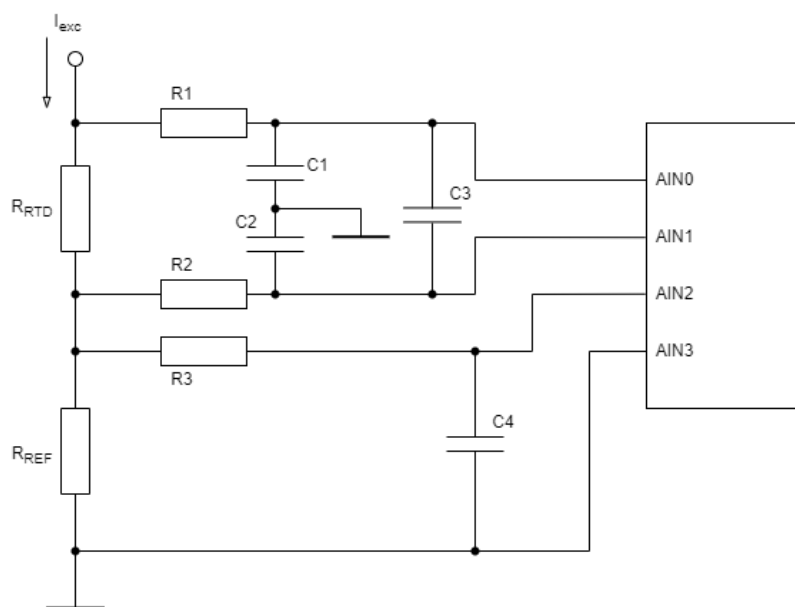 Iexc
R1
C1
C3
AIN0
RRTD
C2
AIN1
R2
AIN2
R3
AIN3
C4
RREF